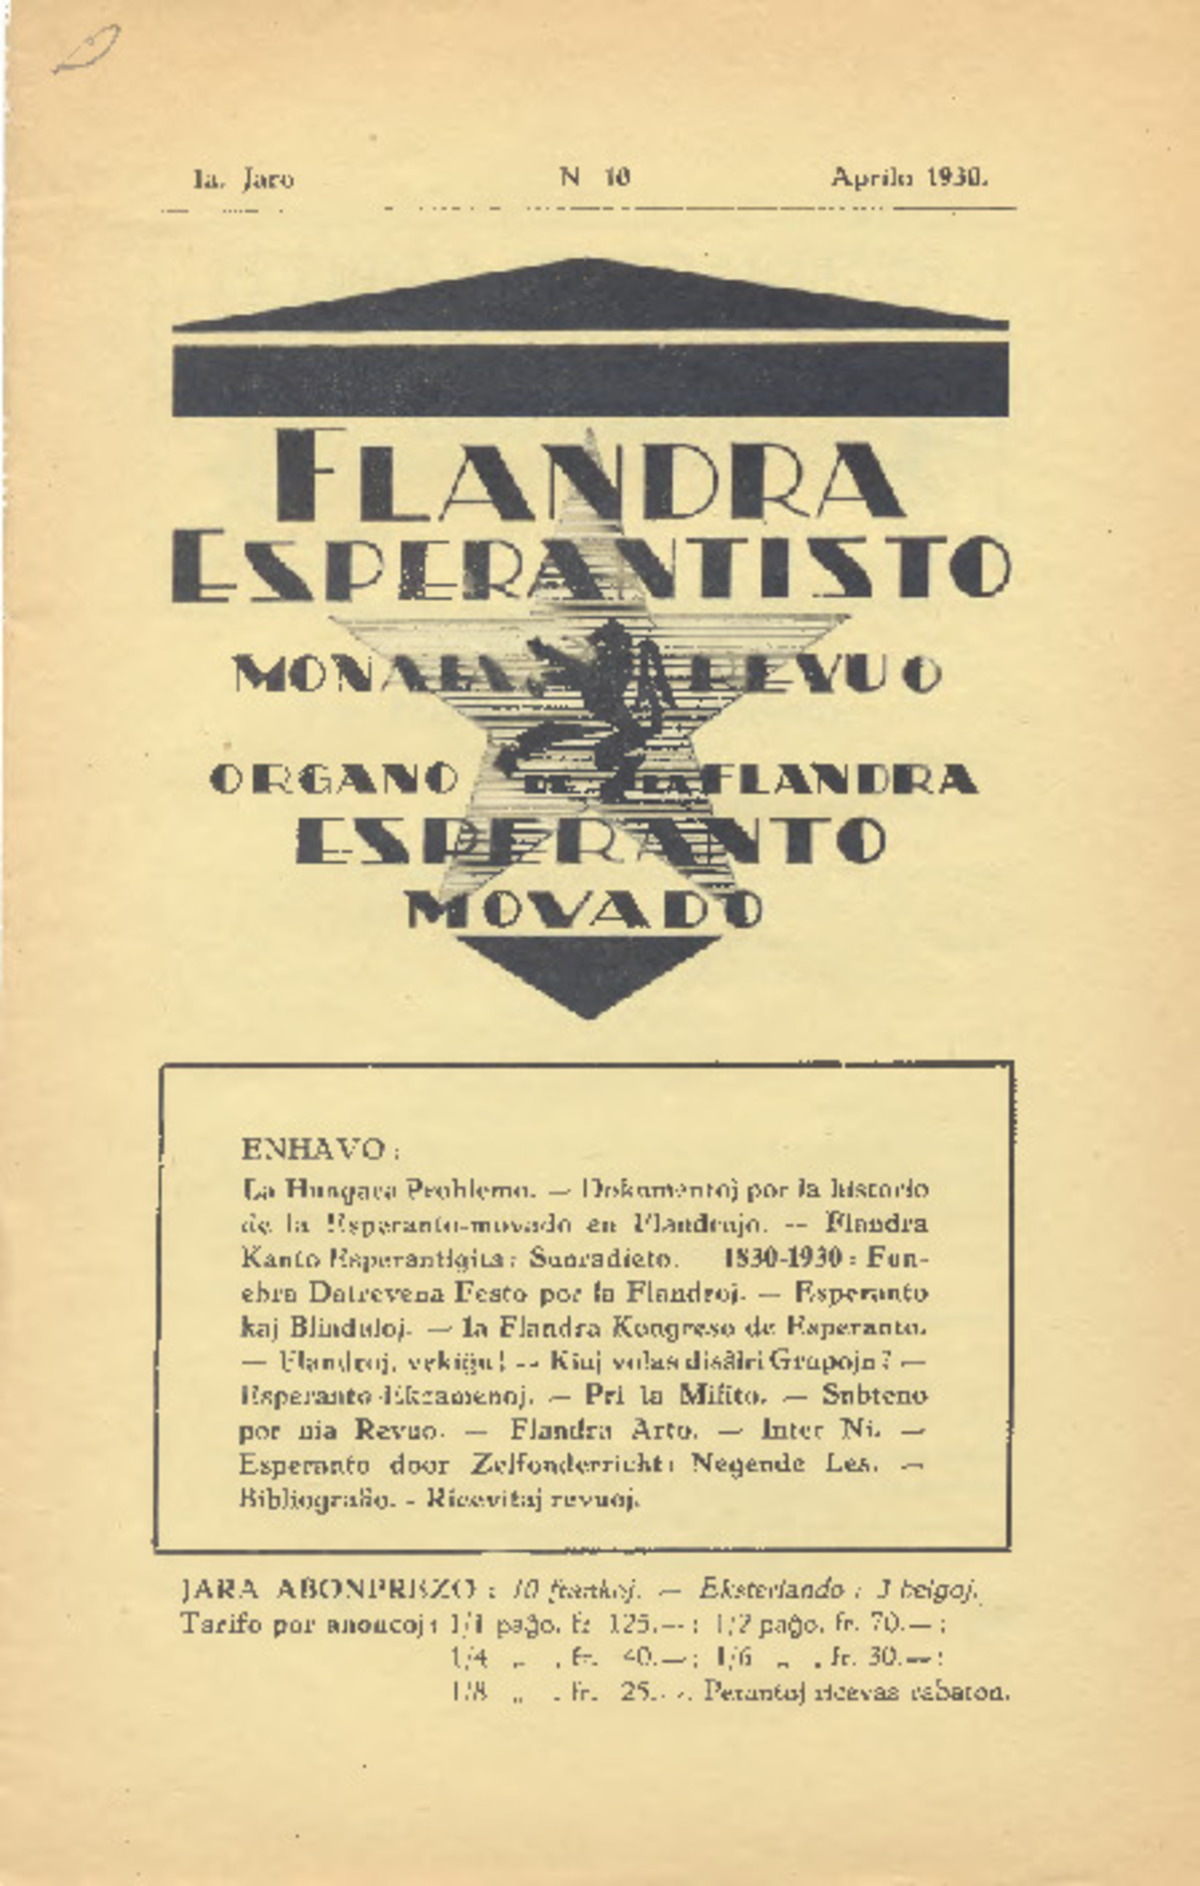 1a. Jaro N 10 Aprilo 1930.
FLANDRA
ESPERANTISTO
MONATA REVUO
ORGANO DE LA FLANDRA
ESPERANTO
MOVADO
ENHAVO :
La Hungara Problemo. — Dokumentoj por la historio
de la Esperanto-movado en Flandrujo. -- Flandra
Kanto Esperantigita : Sunradieto. 1830-1930 : Fun-
ebra Datrevena Festo por la Flandroj. — Esperanto
kaj Blinduloj. — 1a Flandra Kongreso de Esperanto.
— Flandroj, vekiĝu! -- Kiuj volas disĵiri Grupojn? —
Esperanto-Ekzamenoj. — Pri la Mifito. — Subteno
por nia Revuo. — Flandra Arto. — Inter Ni. —
Esperanto door Zelfonderricht : Negende Les. —
Bibliografio. - Ricevitaj revuoj.
JARA ABONPREZO : 10 frankoj. — Eksterlando : 3 belgoj.
Tarifo por anoncoj : 1/1 paĝo, fr. 125.— ; 1/2 paĝo, fr. 70.— ;
1/4 „ , fr. 40.— ; 1/6 „ , fr. 30.— ;
1/8 „ , fr. 25.-. Perantoj ricevas rabaton.